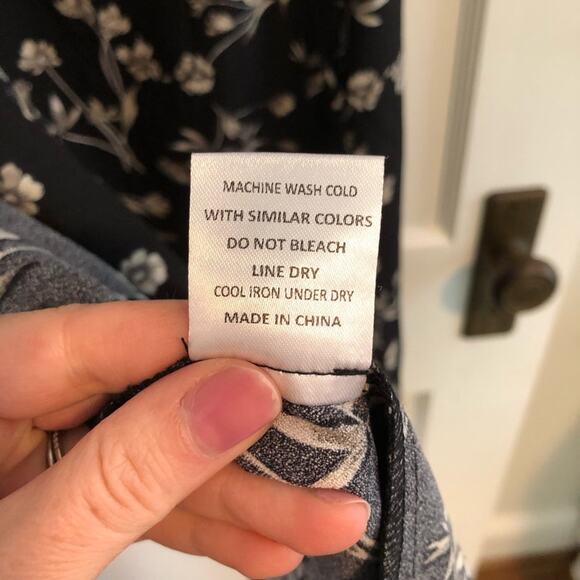 MACHINE WASH COLD
WITH SIMILAR COLORS
DO NOT BLEACH
LINE DRY
COOL IRON UNDER DRY
MADE IN CHINA